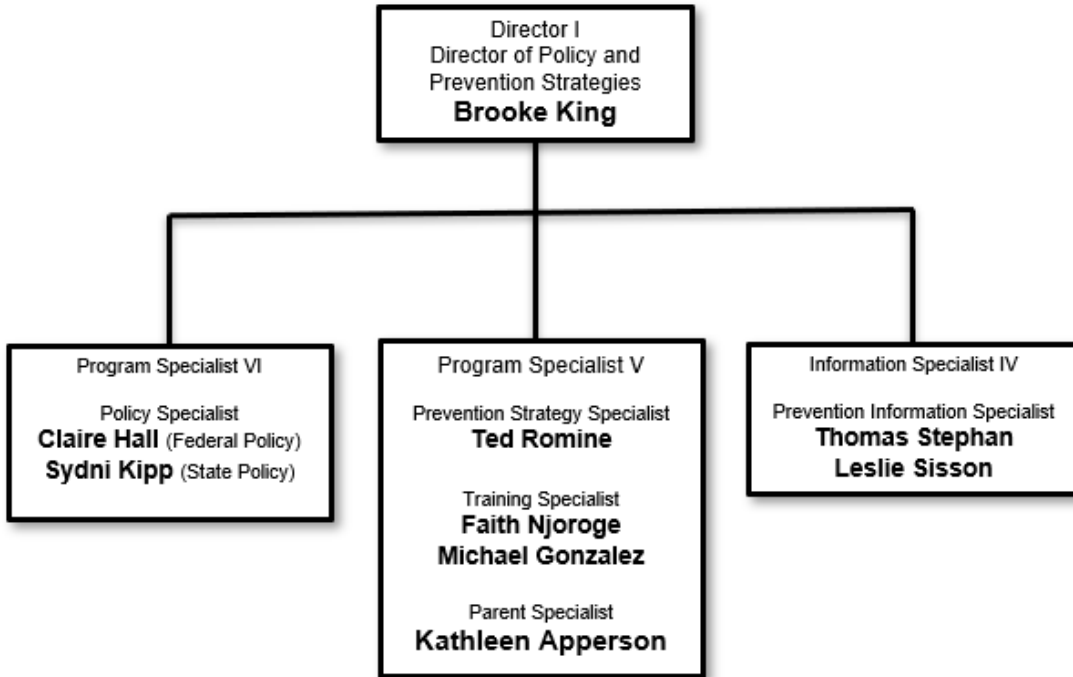 Director I
Director of Policy and
Prevention Strategies
Brooke King
Program Specialist VI
Policy Specialist
Claire Hall (Federal Policy)
Sydni Kipp (State Policy)
Program Specialist V
Prevention Strategy Specialist
Ted Romine
Training Specialist
Faith Njoroge
Michael Gonzalez
Parent Specialist
Kathleen Apperson
Information Specialist IV
Prevention Information Specialist
Thomas Stephan
Leslie Sisson